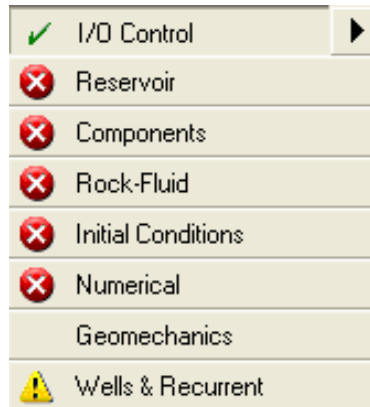 I/O Control
Reservoir
Components
Rock-Fluid
Initial Conditions
Numerical
Geomechanics
Wells & Recurrent